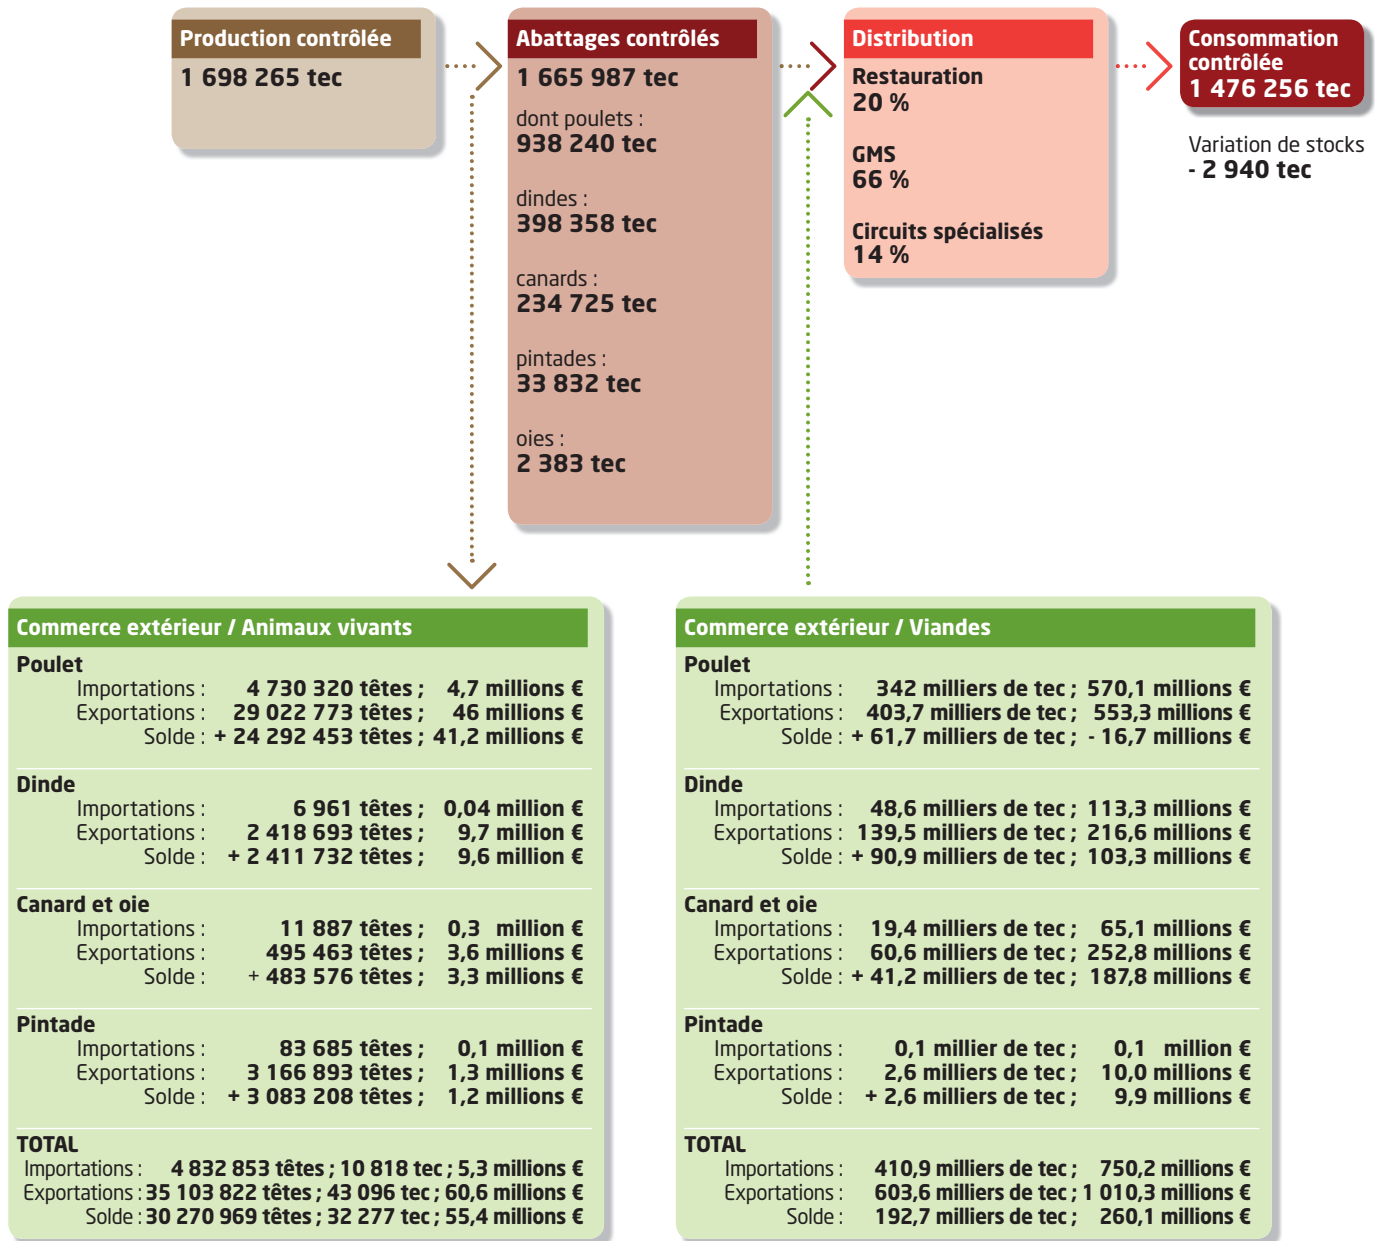 Production contrôlée
1 698 265 tec
Abattages contrôlés
1 665 987 tec
dont poulets :
938 240 tec
dindes :
398 358 tec
canards :
234 725 tec
pintades :
33 832 tec
oies :
2 383 tec
Distribution
Restauration
20 %
GMS
66 %
Circuits spécialisés
14 %
Consommation
contrôlée
1 476 256 tec
Variation de stocks
- 2 940 tec
Commerce extérieur / Animaux vivants
Poulet
Importations : 4 730 320 têtes ; 4,7 millions €
Exportations : 29 022 773 têtes ; 46 millions €
Solde : + 24 292 453 têtes ; 41,2 millions €
Dinde
Importations : 6 961 têtes ; 0,04 million €
Exportations : 2 418 693 têtes ; 9,7 million €
Solde : + 2 411 732 têtes ; 9,6 million €
Canard et oie
Importations : 11 887 têtes ; 0,3 million €
Exportations : 495 463 têtes ; 3,6 millions €
Solde : + 483 576 têtes ; 3,3 millions €
Pintade
Importations : 83 685 têtes ; 0,1 million €
Exportations : 3 166 893 têtes ; 1,3 millions €
Solde : + 3 083 208 têtes ; 1,2 millions €
TOTAL
Importations : 4 832 853 têtes ; 10 818 tec ; 5,3 millions €
Exportations : 35 103 822 têtes ; 43 096 tec ; 60,6 millions €
Solde : 30 270 969 têtes ; 32 277 tec ; 55,4 millions €
Commerce extérieur / Viandes
Poulet
Importations : 342 milliers de tec ; 570,1 millions €
Exportations : 403,7 milliers de tec ; 553,3 millions €
Solde : + 61,7 milliers de tec ; - 16,7 millions €
Dinde
Importations : 48,6 milliers de tec ; 113,3 millions €
Exportations : 139,5 milliers de tec ; 216,6 millions €
Solde : + 90,9 milliers de tec ; 103,3 millions €
Canard et oie
Importations : 19,4 milliers de tec ; 65,1 millions €
Exportations : 60,6 milliers de tec ; 252,8 millions €
Solde : + 41,2 milliers de tec ; 187,8 millions €
Pintade
Importations : 0,1 millier de tec ; 0,1 million €
Exportations : 2,6 milliers de tec ; 10,0 millions €
Solde : + 2,6 milliers de tec ; 9,9 millions €
TOTAL
Importations : 410,9 milliers de tec ; 750,2 millions €
Exportations : 603,6 milliers de tec ; 1 010,3 millions €
Solde : 192,7 milliers de tec ; 260,1 millions €